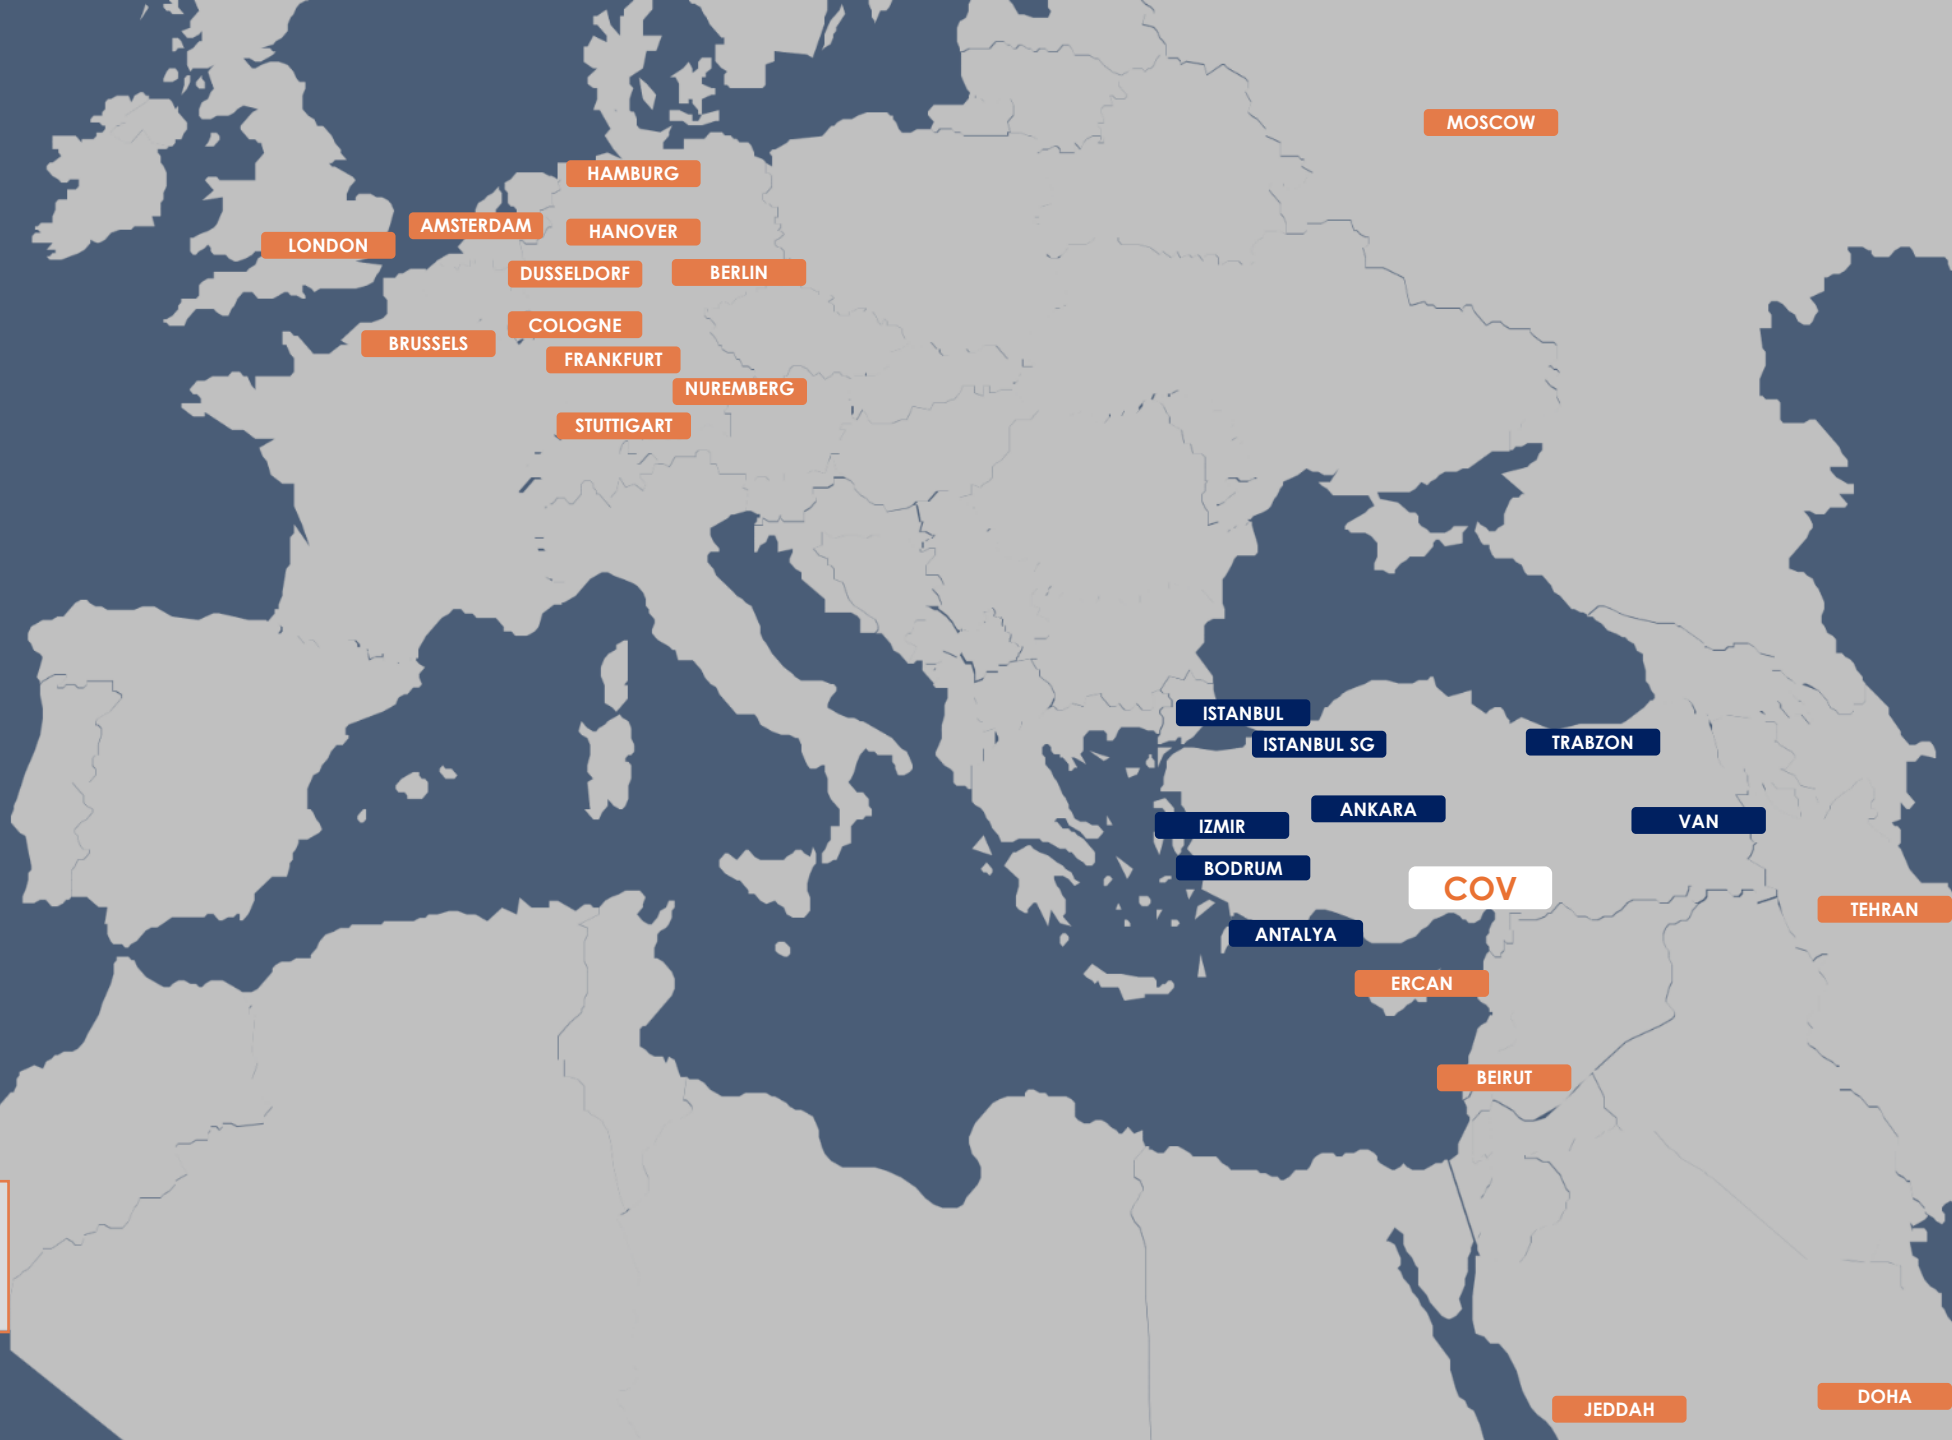 MOSCOW
HAMBURG
AMSTERDAM
HANOVER
LONDON
DUSSELDORF
BERLIN
COLOGNE
BRUSSELS
FRANKFURT
NUREMBERG
STUTTGART
ISTANBUL
ISTANBUL SG
TRABZON
ANKARA
IZMIR
VAN
BODRUM
COV
TEHRAN
ANTALYA
ERCAN
BEIRUT
DOHA
JEDDAH